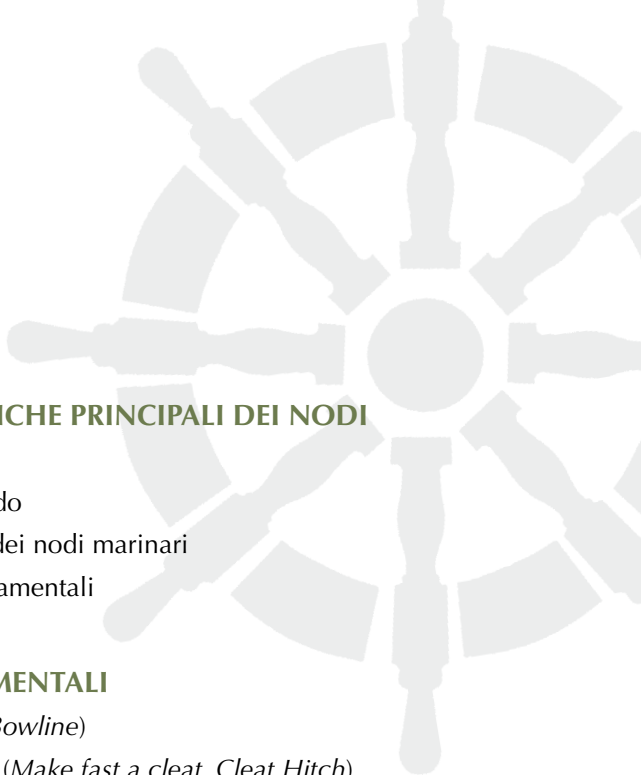 ICHE PRINCIPALI DEI NODI
do
dei nodi marinari
amentali
MENTALI
Bowline)
(Make fast a cleat, Cleat Hitch)